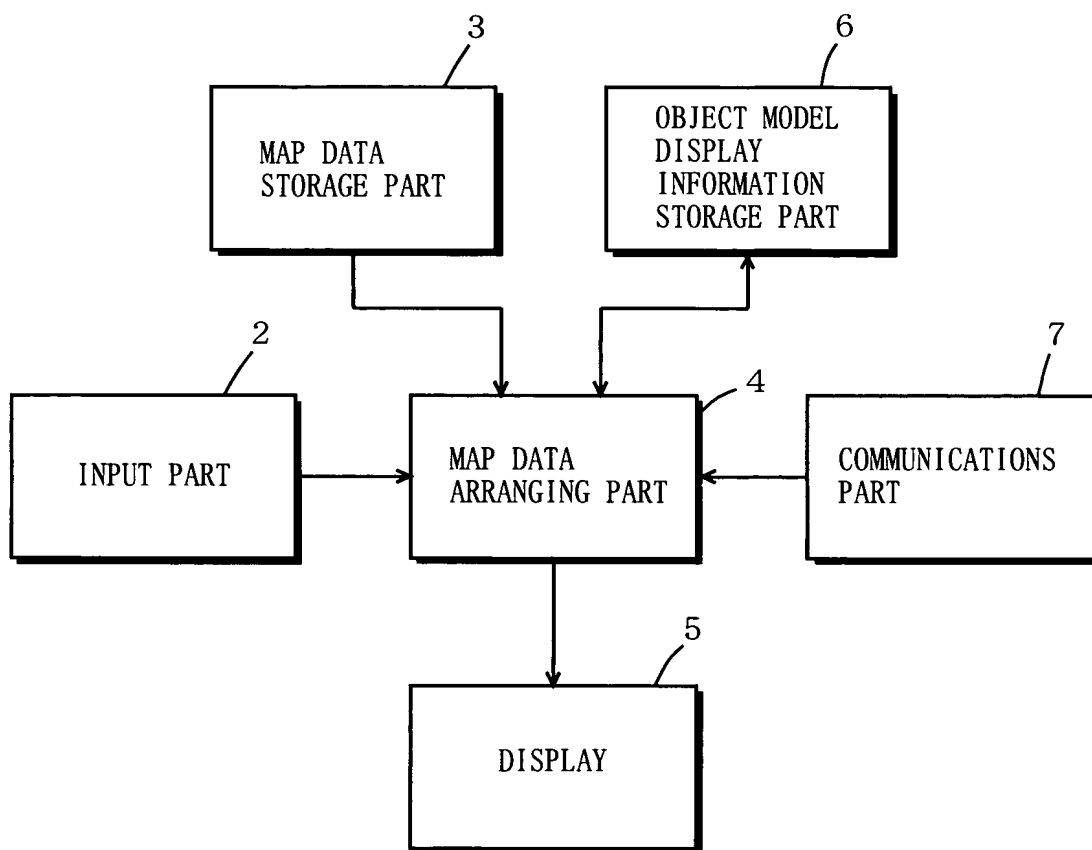 3
6
MAP DATA
STORAGE PART
OBJECT MODEL
DISPLAY
INFORMATION
STORAGE PART
2
4
7
INPUT PART
MAP DATA
ARRANGING PART
COMMUNICATIONS
PART
5
DISPLAY